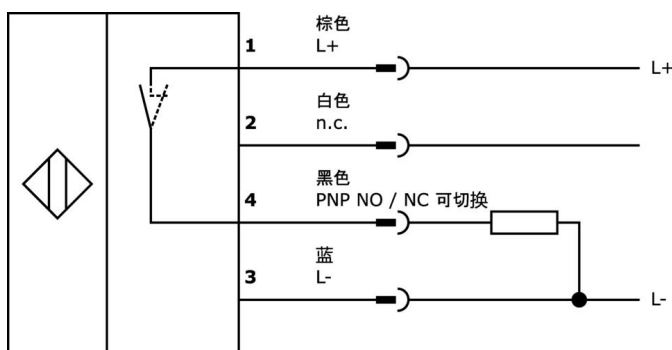 棕色
1
L+
L+
白色
2
n.c.
黑色
4
PNP NO / NC 可切换
蓝
3
L-
L-